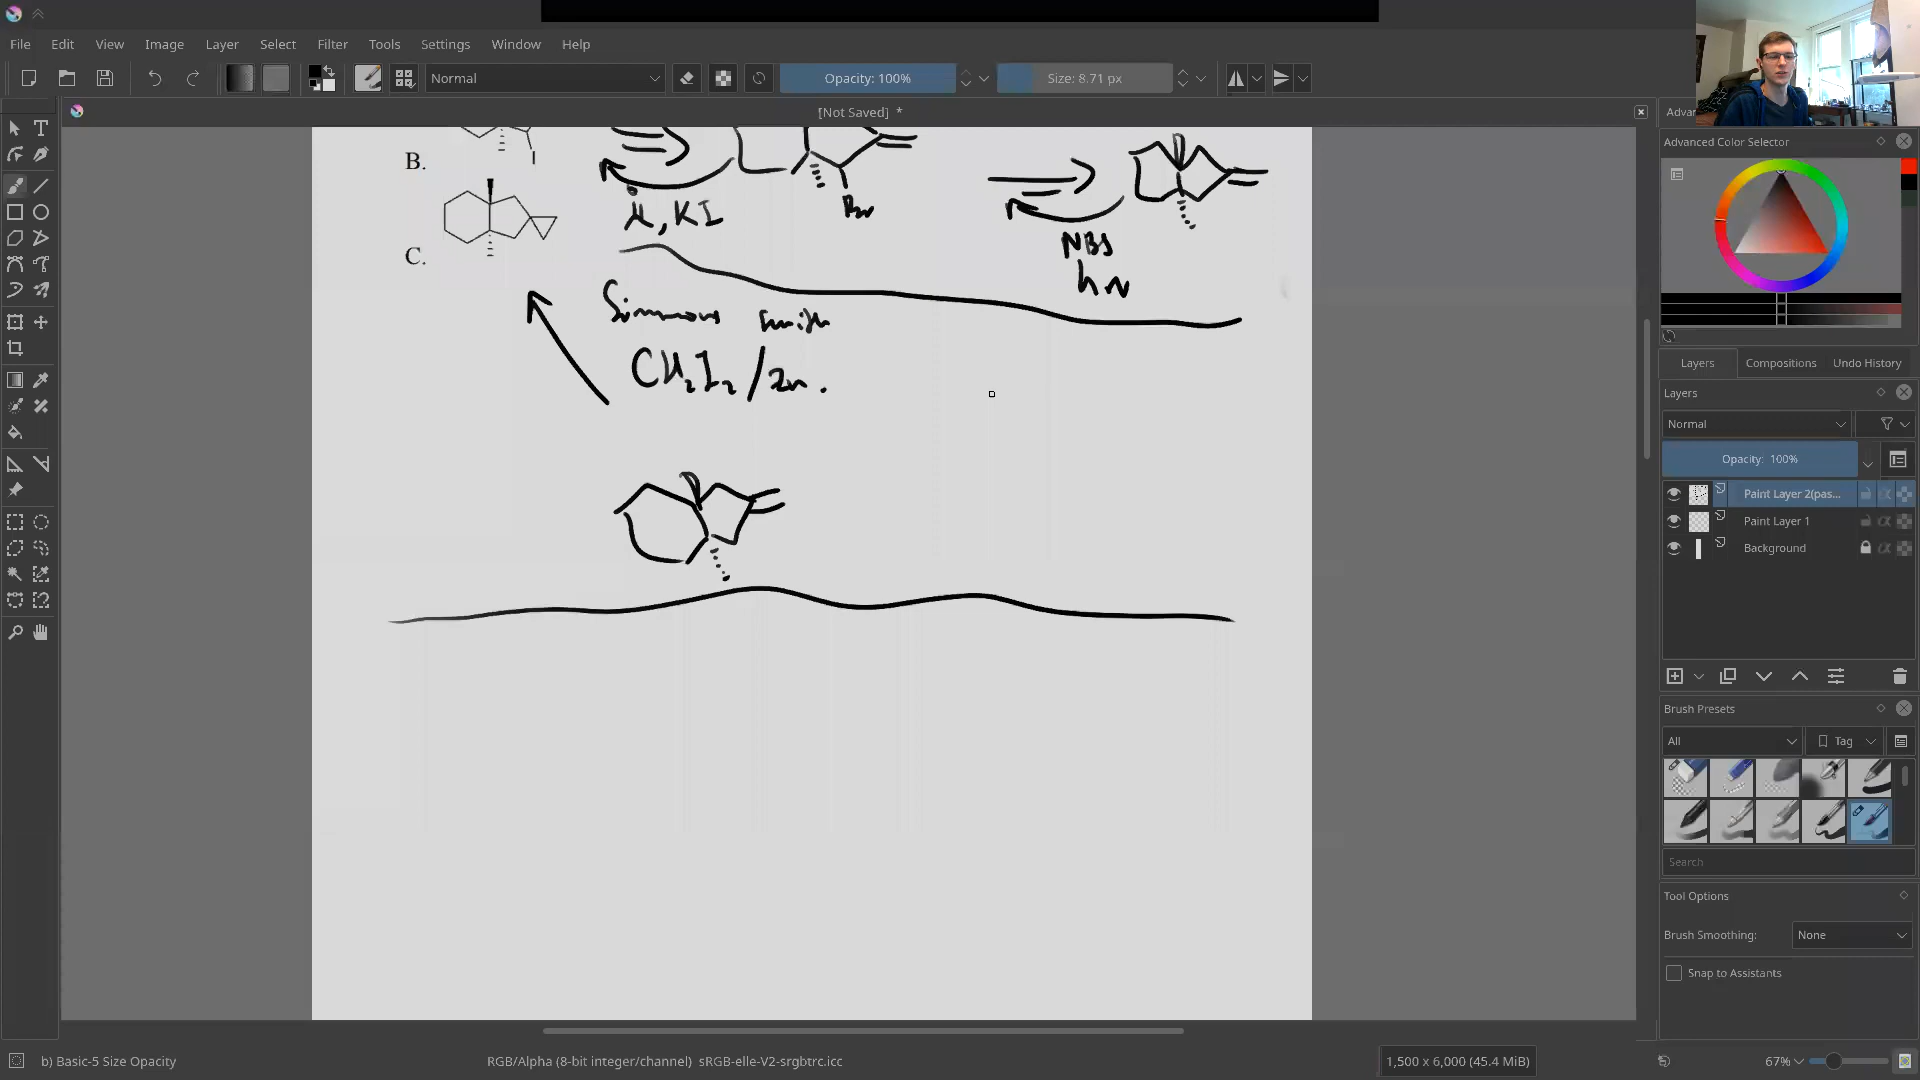 File Edit View Image Layer Select Filter Tools Settings Window Help
Normal Opacity: 100% Size: 8.71 px
[Not Saved] *
Advan
Advanced Color Selector
B.
I
Br
KI
NBS
C.
hν
Simmons Smith
CH₂I₂/Zn.
Layers Compositions Undo History
Layers
Normal
Opacity: 100%
Paint Layer 2(pas...
Paint Layer 1
Background
Brush Presets
All Tag
Search
Tool Options
Brush Smoothing: None
Snap to Assistants
b) Basic-5 Size Opacity RGB/Alpha (8-bit integer/channel) sRGB-elle-V2-srgbtrc.icc 1,500 x 6,000 (45.4 MiB) 67%